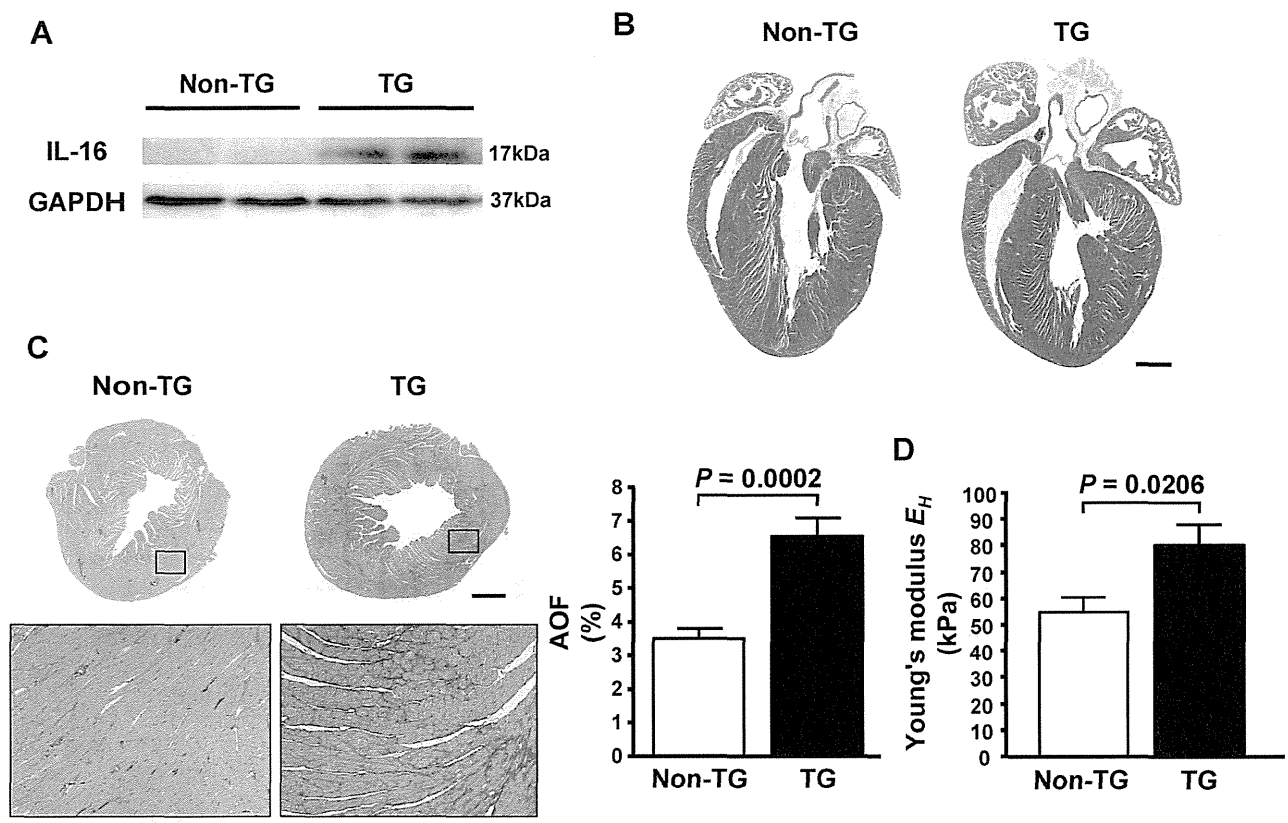 A
Non-TG TG
IL-16 17kDa
GAPDH 37kDa
B
Non-TG TG
C
Non-TG TG
8
7
6
5
4
3
2
1
0
AOF
(%)
P = 0.0002
Non-TG TG
D
100
90
80
70
60
50
40
30
20
10
0
Young's modulus EH
(kPa)
P = 0.0206
Non-TG TG